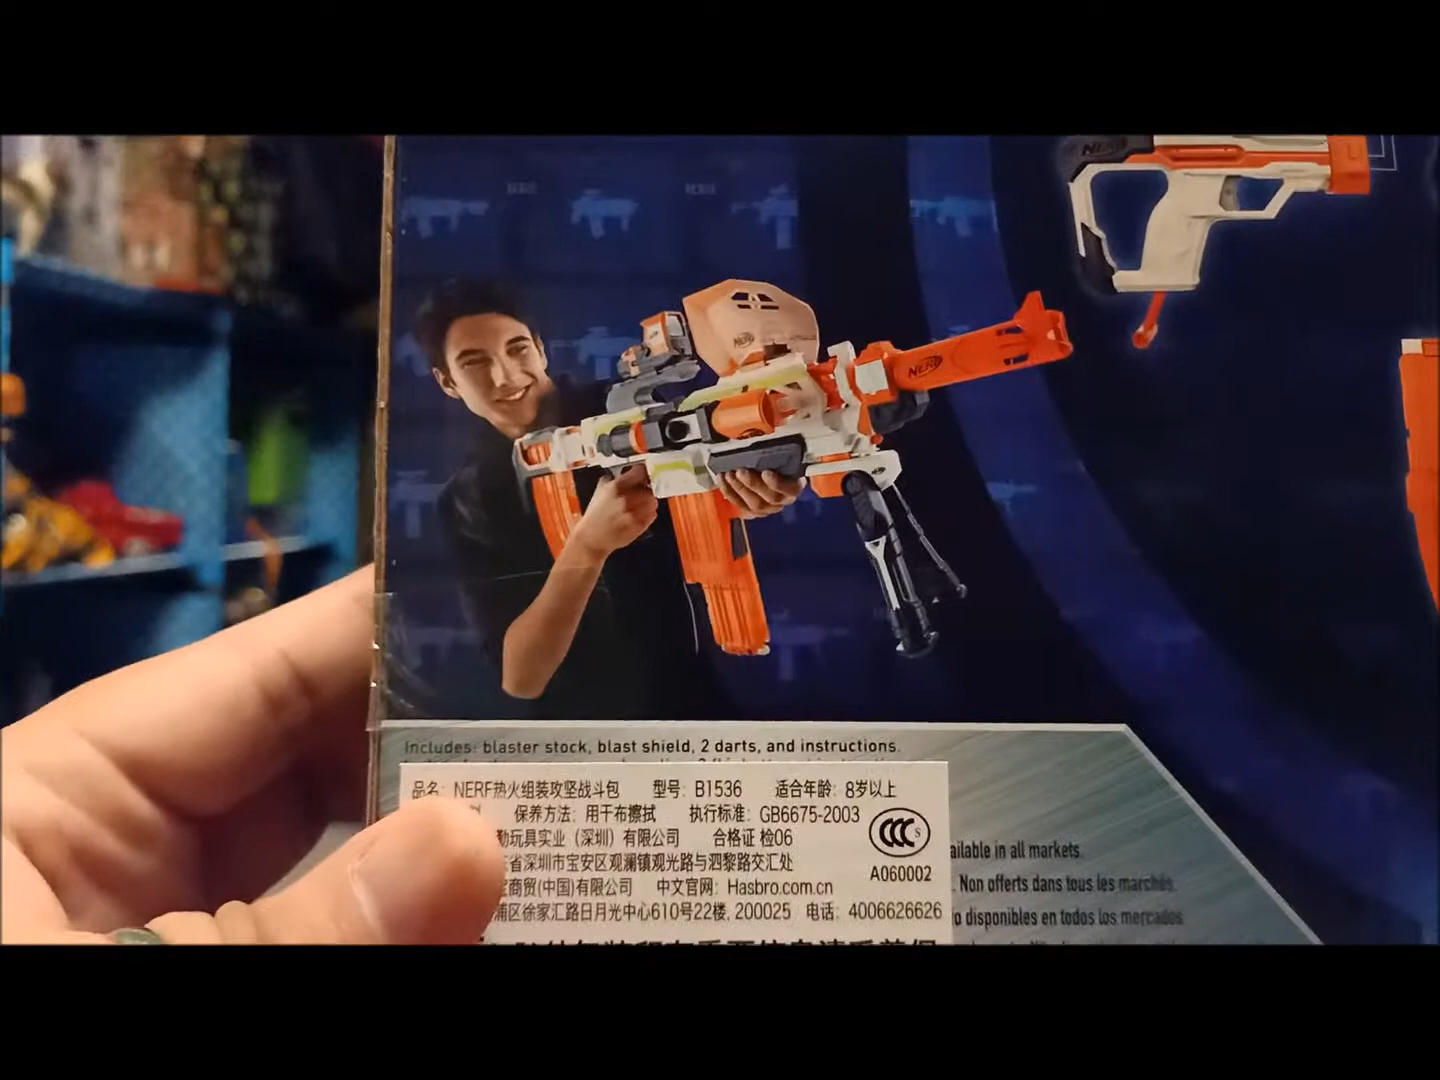 NERF
NERF
NERF
Includes: blaster stock, blast shield, 2 darts, and instructions.
品名: NERF热火组装攻坚战斗包 型号: B1536 适合年龄: 8岁以上
保养方法: 用干布擦拭 执行标准: GB6675-2003
玩具实业 (深圳) 有限公司 合格证 检06
CCC S
省深圳市宝安区观澜镇观光路与泗黎路交汇处
A060002
商贸(中国)有限公司 中文官网: Hasbro.com.cn
浦区徐家汇路日月光中心610号22楼, 200025 电话: 4006626626
ailable in all markets.
Non offerts dans tous les marchés.
o disponibles en todos los mercados